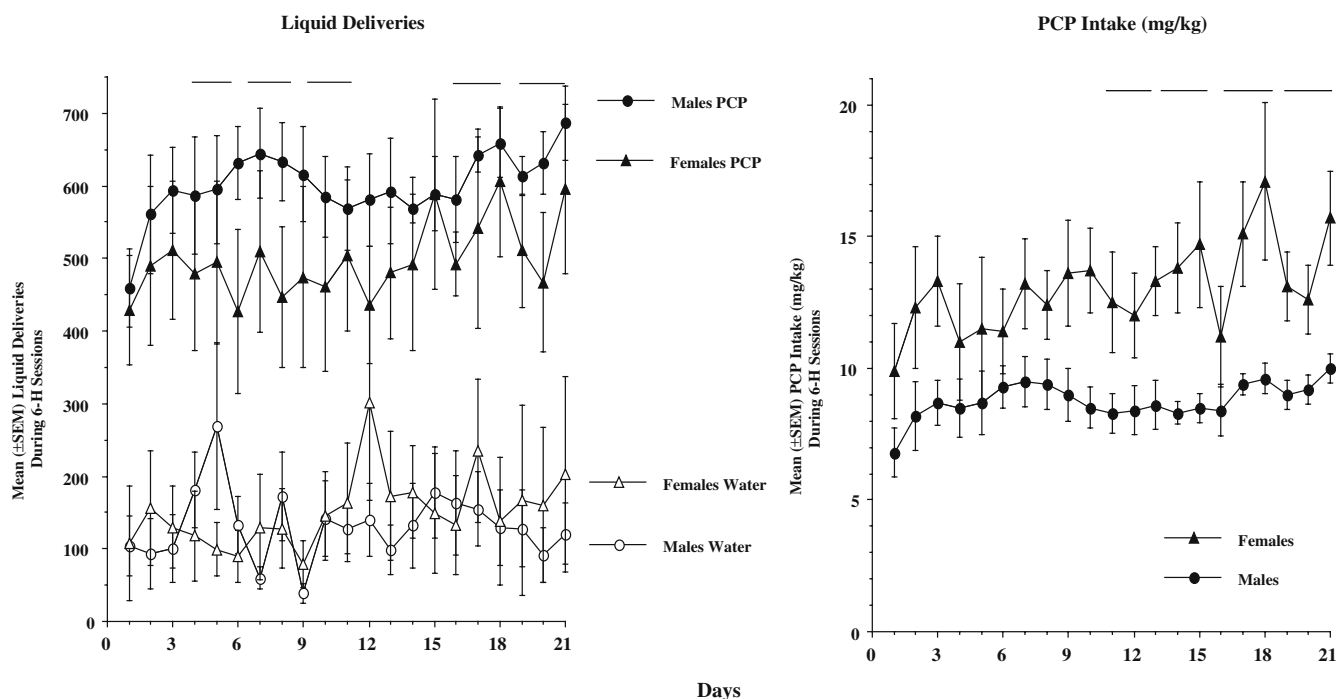 Liquid Deliveries
Mean (±SEM) Liquid Deliveries
During 6-H Sessions
700
600
500
400
300
200
100
0
0
3
6
9
12
15
18
21
Males PCP
Females PCP
Females Water
Males Water
PCP Intake (mg/kg)
Mean (±SEM) PCP Intake (mg/kg)
During 6-H Sessions
20
15
10
5
0
0
3
6
9
12
15
18
21
Females
Males
Days